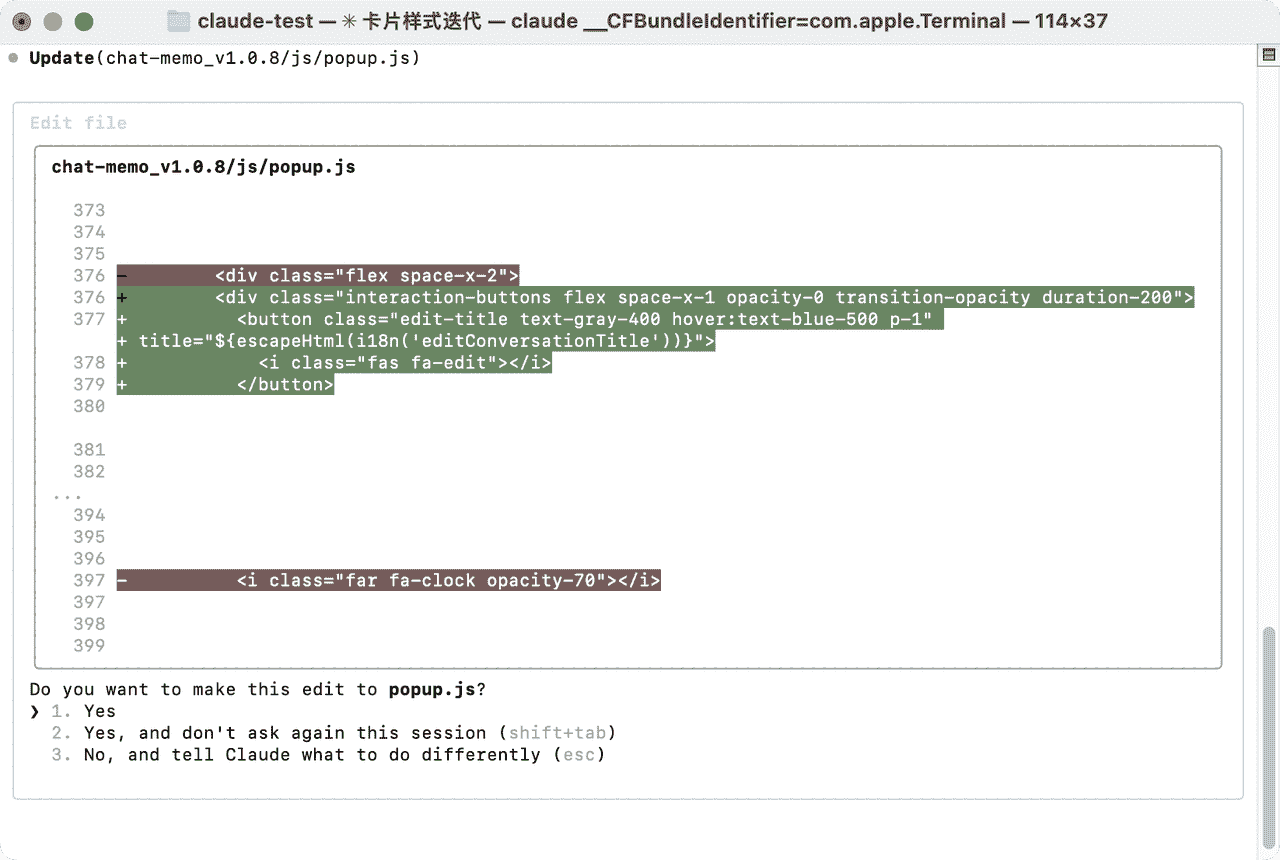 claude-test — ✳ 卡片样式迭代 — claude __CFBundleIdentifier=com.apple.Terminal — 114×37
● Update(chat-memo_v1.0.8/js/popup.js)
Edit file
chat-memo_v1.0.8/js/popup.js
373
374
375
376 -         <div class="flex space-x-2">
376 +         <div class="interaction-buttons flex space-x-1 opacity-0 transition-opacity duration-200">
377 +           <button class="edit-title text-gray-400 hover:text-blue-500 p-1"
+ title="${escapeHtml(i18n('editConversationTitle'))}">
378 +             <i class="fas fa-edit"></i>
379 +           </button>
380
381
382
...
394
395
396
397 -           <i class="far fa-clock opacity-70"></i>
397
398
399
Do you want to make this edit to popup.js?
❯ 1. Yes
2. Yes, and don't ask again this session (shift+tab)
3. No, and tell Claude what to do differently (esc)